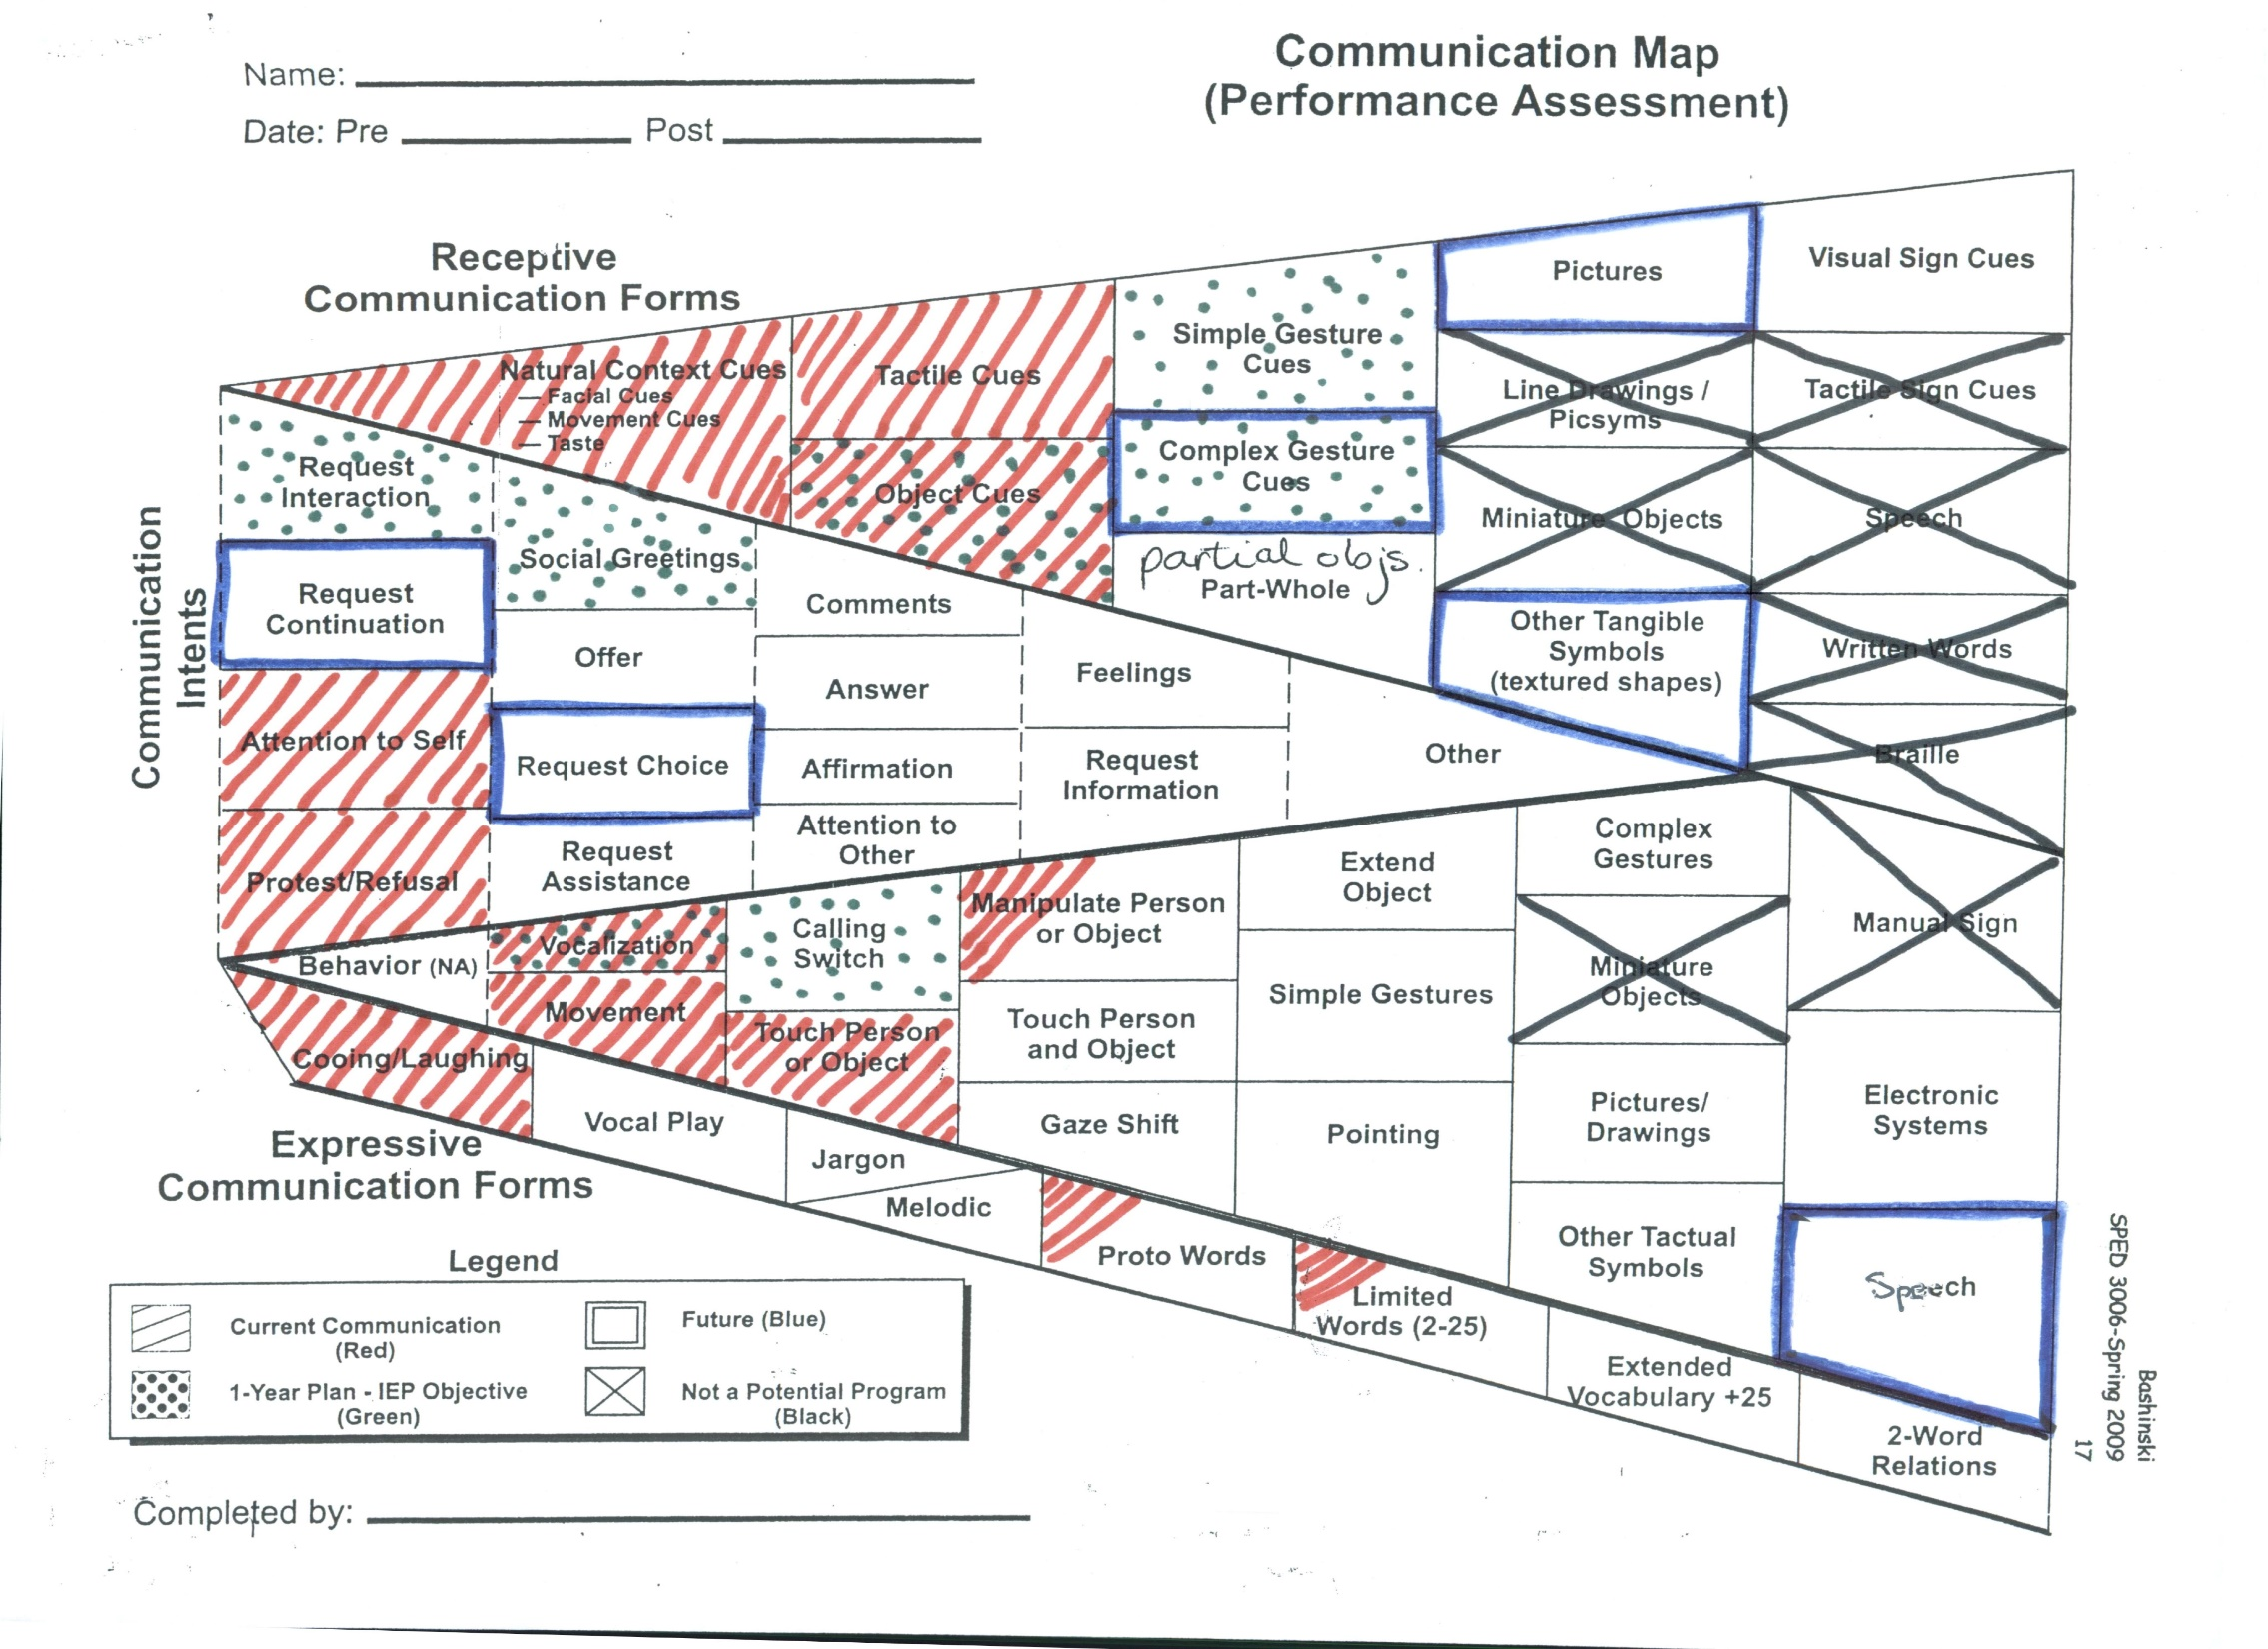 Communication Map
(Performance Assessment)
Name:
Date: Pre Post
Receptive
Communication Forms
Natural Context Cues
— Facial Cues
— Movement Cues
— Taste
Tactile Cues
Object Cues
Simple Gesture
Cues
Complex Gesture
Cues
partial objs.
Part-Whole
Pictures
Line Drawings /
Picsyms
Miniature Objects
Other Tangible
Symbols
(textured shapes)
Visual Sign Cues
Tactile Sign Cues
Speech
Written Words
Braille
Communication
Intents
Request
Interaction
Request
Continuation
Attention to Self
Protest/Refusal
Social Greetings
Offer
Request Choice
Request
Assistance
Comments
Answer
Affirmation
Attention to
Other
Feelings
Request
Information
Other
Behavior (NA)
Vocalization
Movement
Calling
Switch
Touch Person
or Object
Manipulate Person
or Object
Touch Person
and Object
Gaze Shift
Extend
Object
Simple Gestures
Pointing
Complex
Gestures
Miniature
Objects
Pictures/
Drawings
Other Tactual
Symbols
Manual Sign
Electronic
Systems
Speech
Cooing/Laughing
Vocal Play
Jargon
Melodic
Proto Words
Limited
Words (2-25)
Extended
Vocabulary +25
2-Word
Relations
Expressive
Communication Forms
Legend
Current Communication
(Red)
Future (Blue)
1-Year Plan - IEP Objective
(Green)
Not a Potential Program
(Black)
Completed by:
Bashinski
SPED 3006-Spring 2009
17